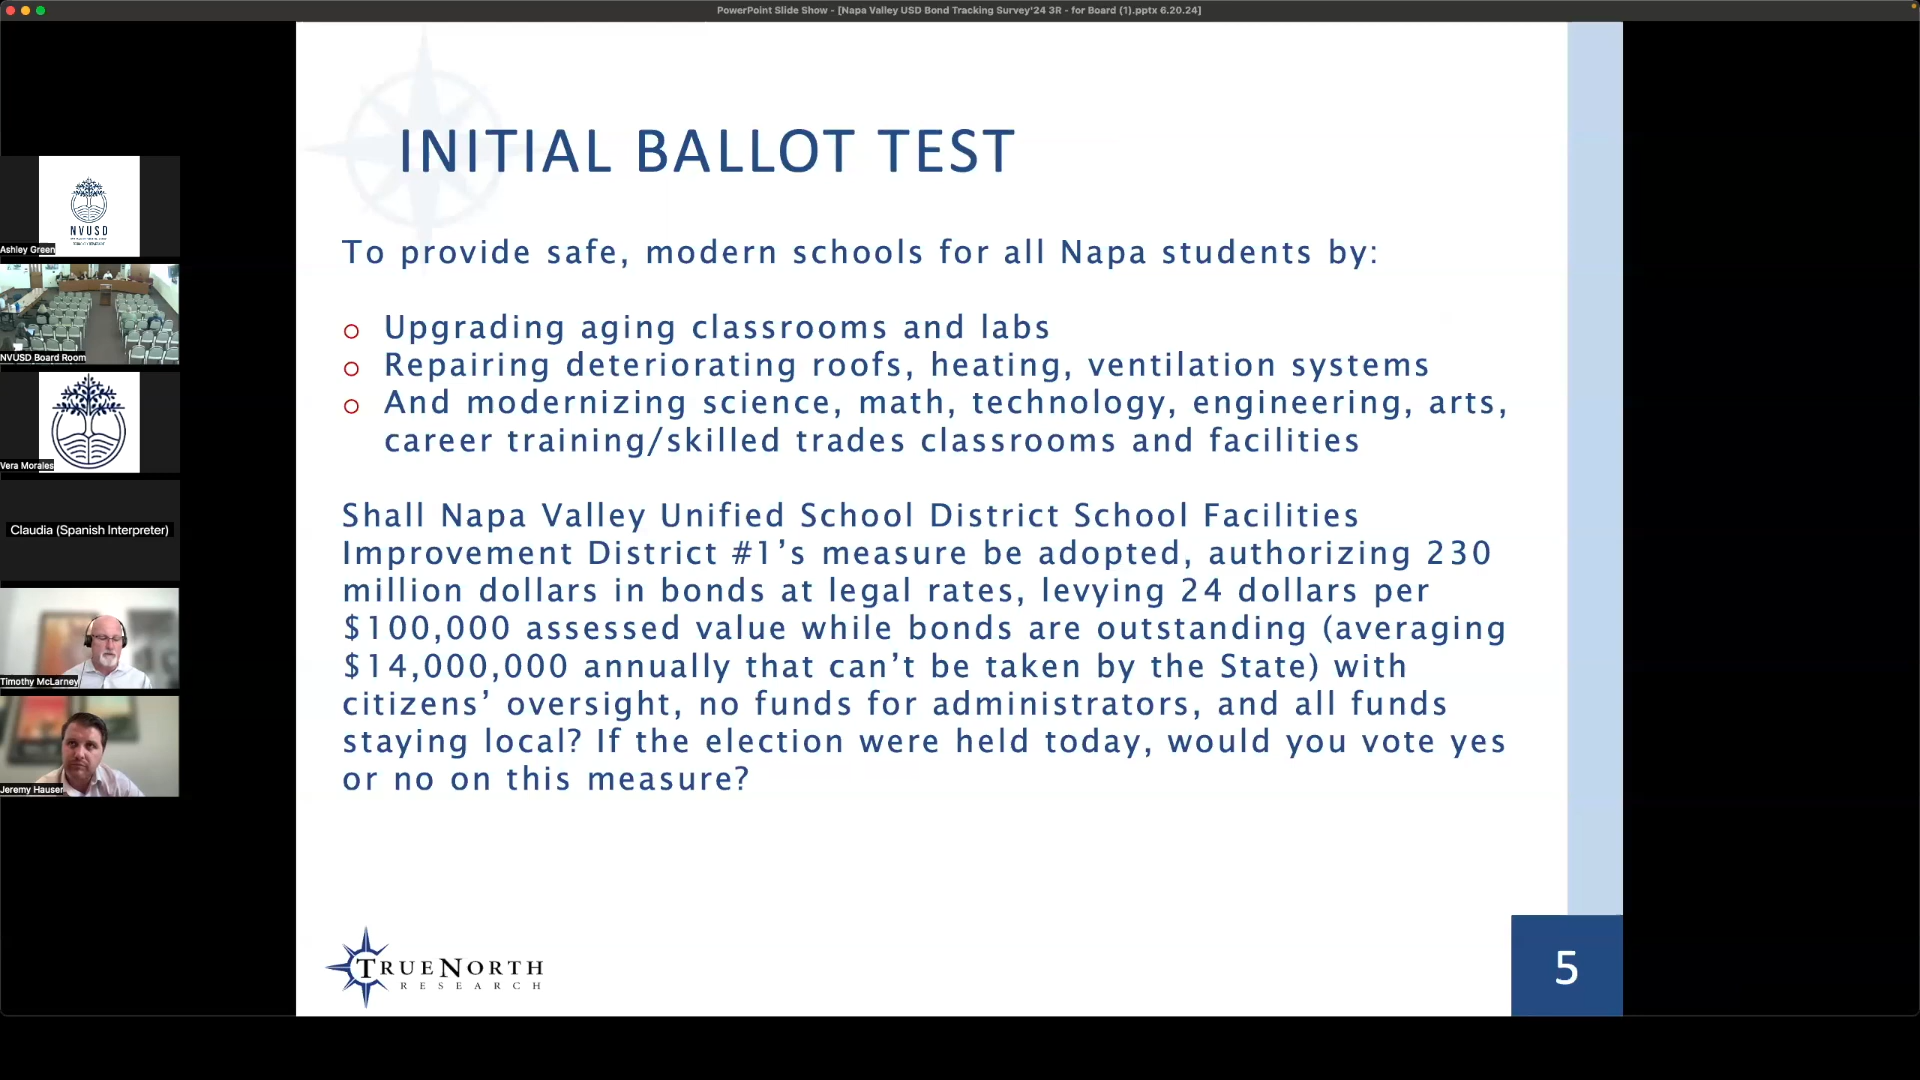 PowerPoint Slide Show - [Napa Valley USD Bond Tracking Survey'24 3R - for Board (1).pptx 6.20.24]
INITIAL BALLOT TEST
To provide safe, modern schools for all Napa students by:
Upgrading aging classrooms and labs
Repairing deteriorating roofs, heating, ventilation systems
And modernizing science, math, technology, engineering, arts,
career training/skilled trades classrooms and facilities
Shall Napa Valley Unified School District School Facilities
Improvement District #1’s measure be adopted, authorizing 230
million dollars in bonds at legal rates, levying 24 dollars per
$100,000 assessed value while bonds are outstanding (averaging
$14,000,000 annually that can’t be taken by the State) with
citizens’ oversight, no funds for administrators, and all funds
staying local? If the election were held today, would you vote yes
or no on this measure?
TRUENORTH
RESEARCH
5
NVUSD
Ashley Green
NVUSD Board Room
Vera Morales
Claudia (Spanish Interpreter)
Timothy McLarney
Jeremy Hauser